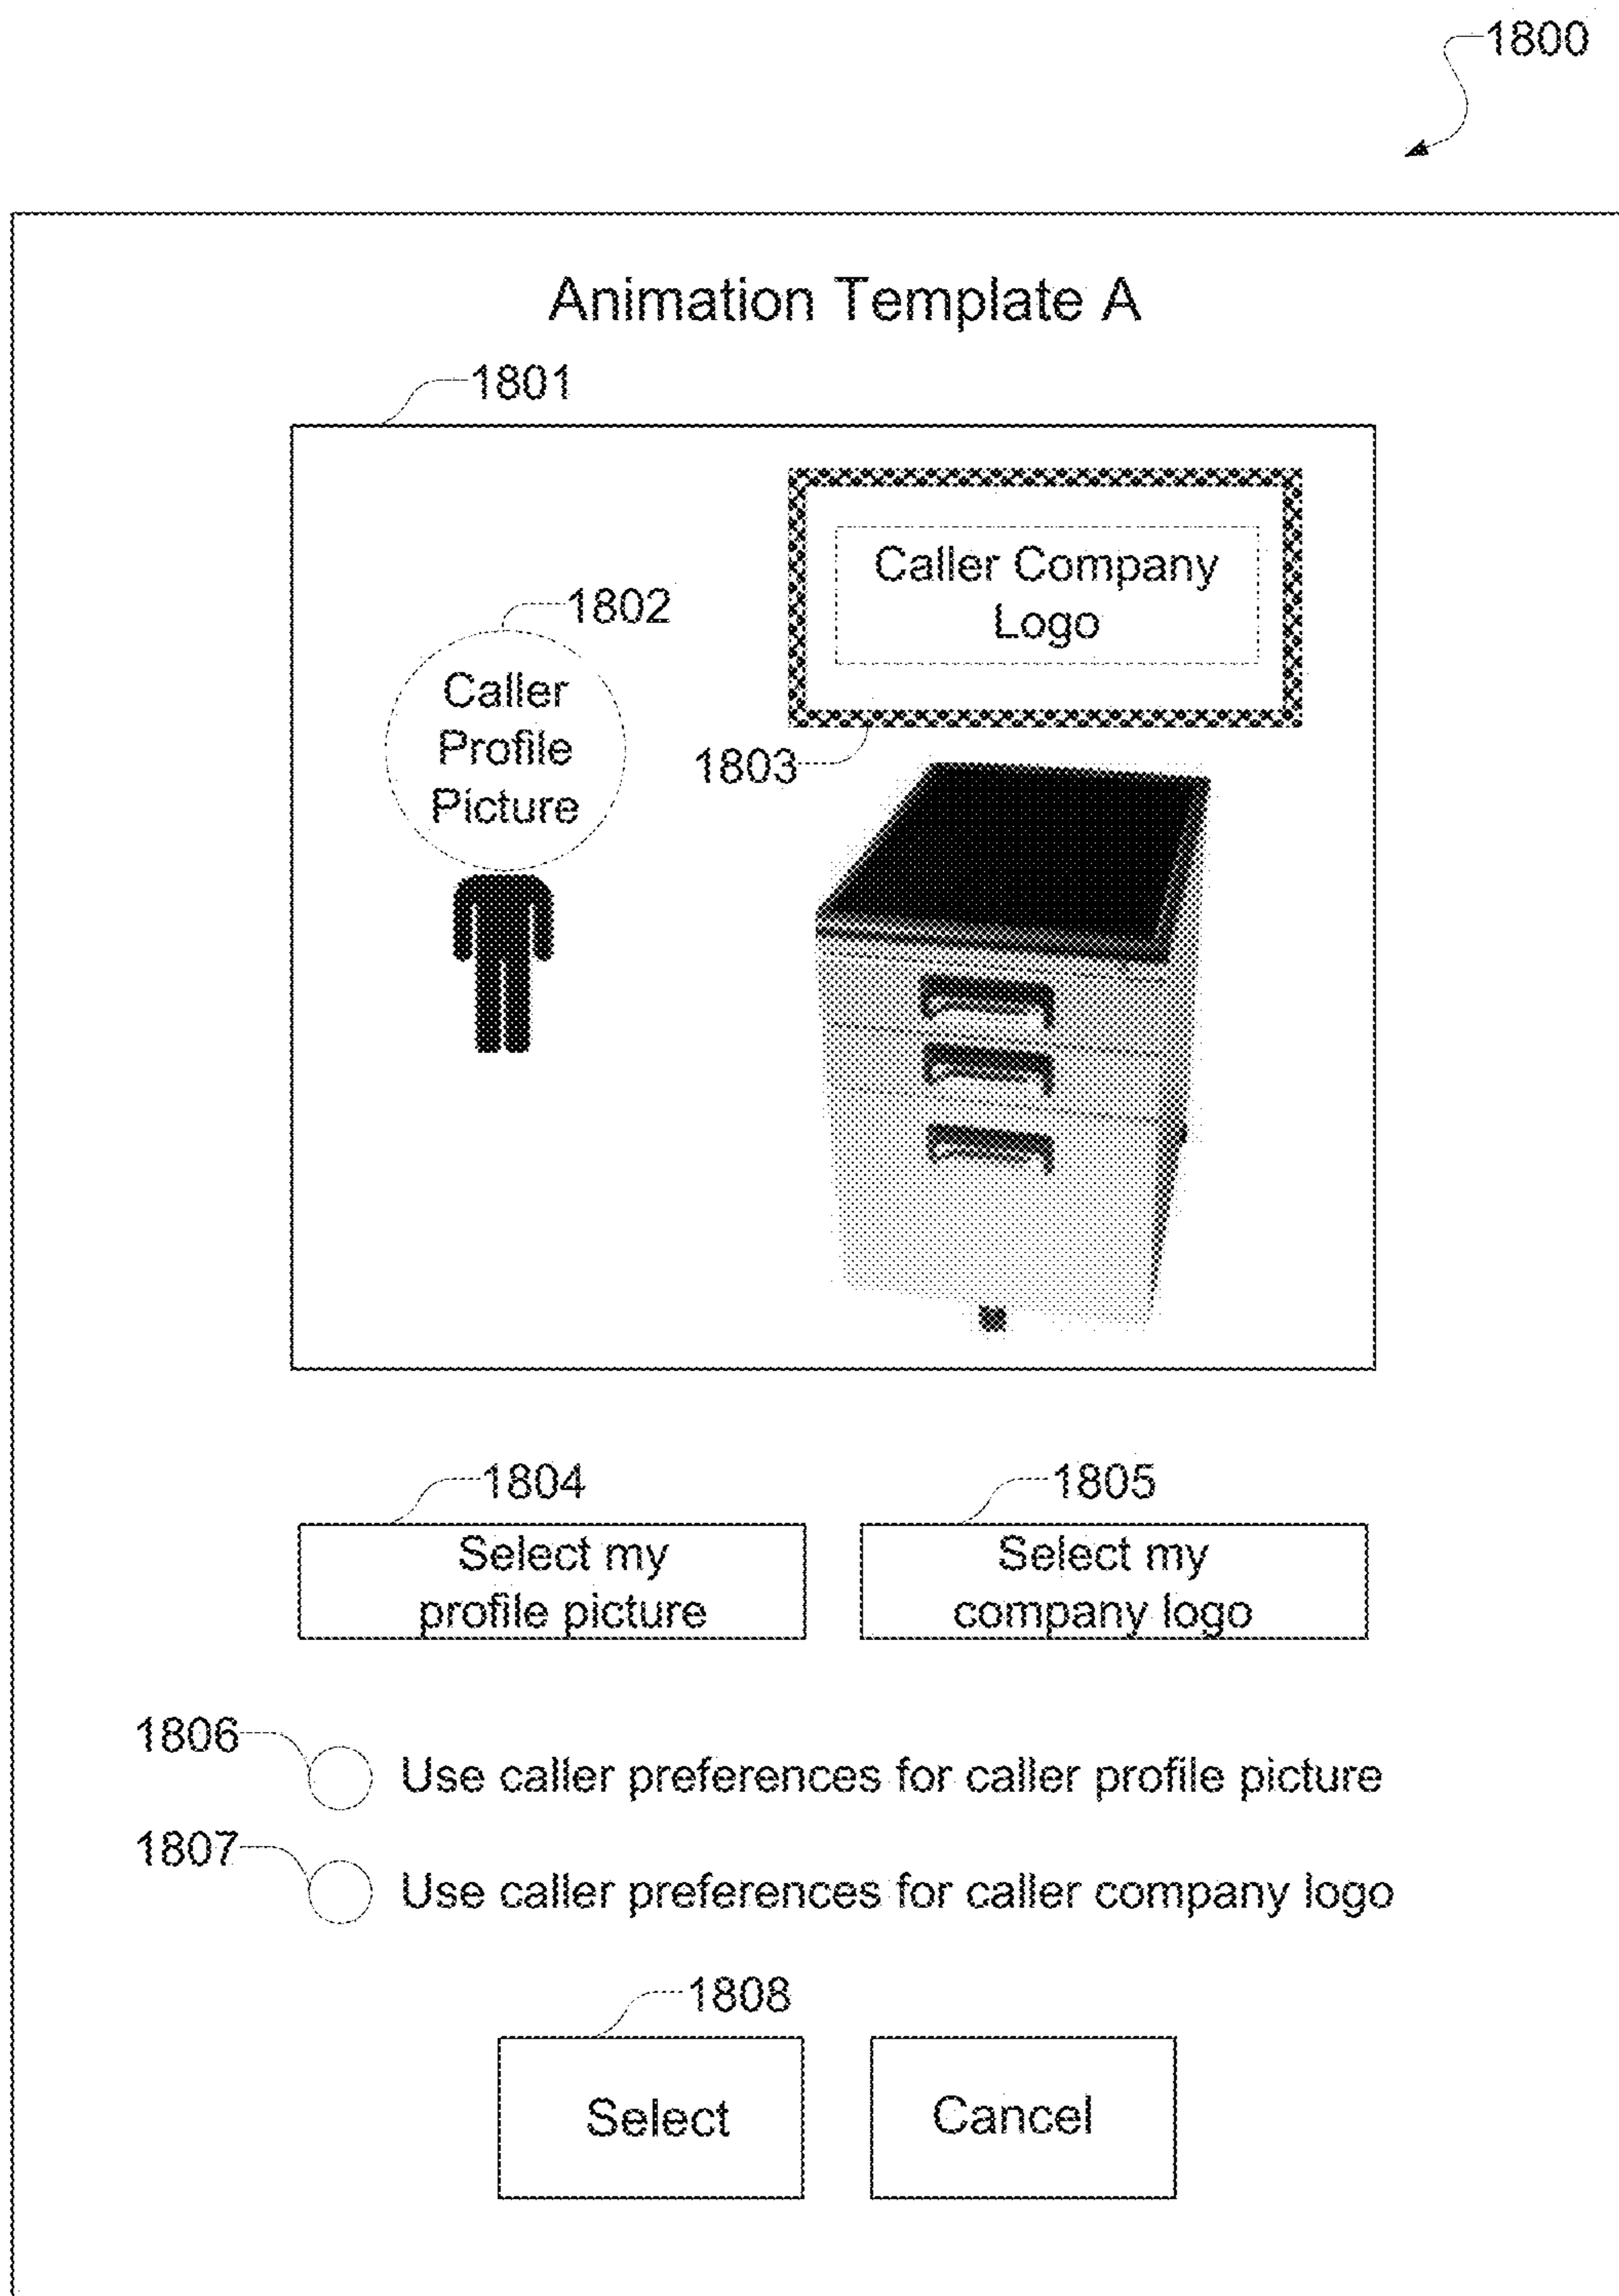 1800
Animation Template A
1801
Caller Company
Logo
1802
Caller
Profile
Picture
1803
1804
1805
Select my
profile picture
Select my
company logo
1806
Use caller preferences for caller profile picture
1807
Use caller preferences for caller company logo
1808
Select
Cancel